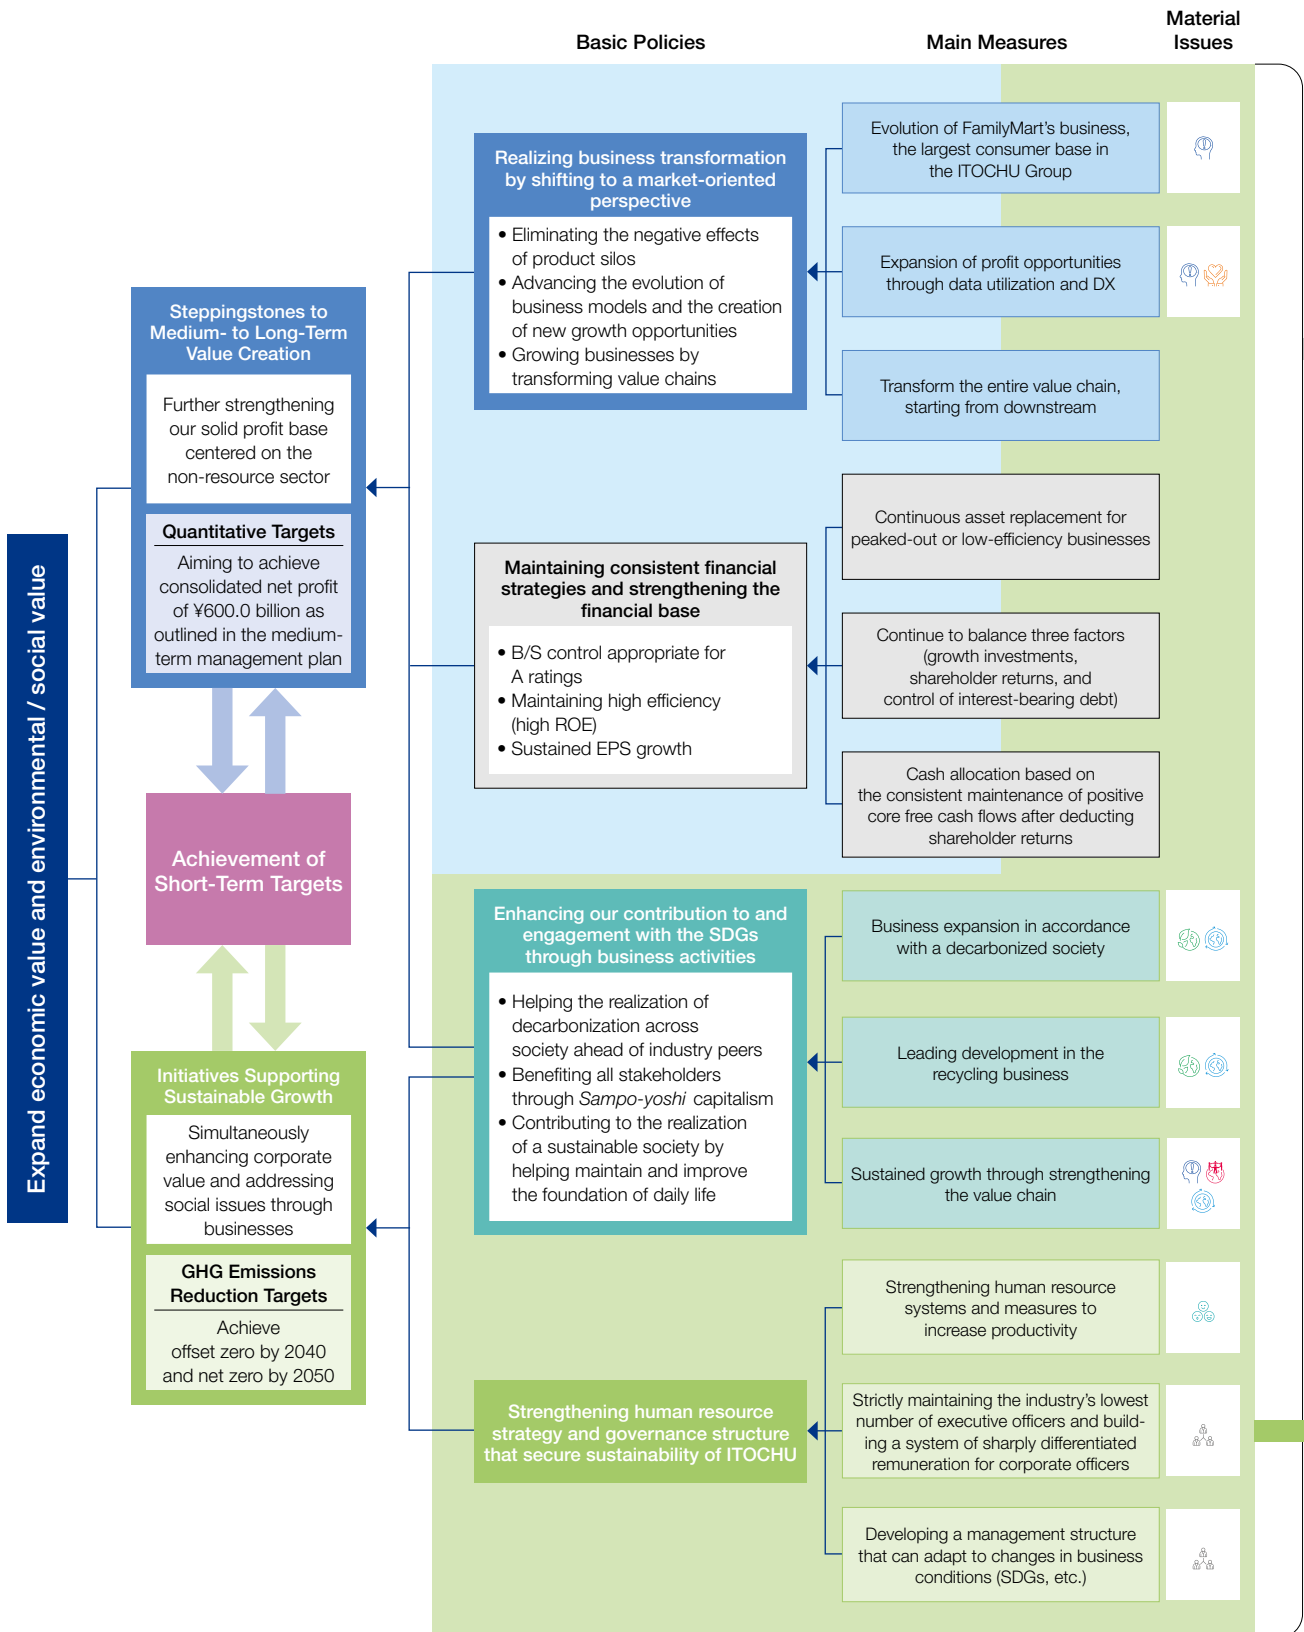 Basic Policies
Main Measures
Material
Issues
Expand economic value and environmental / social value
Steppingstones to
Medium- to Long-Term
Value Creation
Further strengthening
our solid profit base
centered on the
non-resource sector
Quantitative Targets
Aiming to achieve
consolidated net profit
of ¥600.0 billion as
outlined in the medium-
term management plan
Achievement of
Short-Term Targets
Initiatives Supporting
Sustainable Growth
Simultaneously
enhancing corporate
value and addressing
social issues through
businesses
GHG Emissions
Reduction Targets
Achieve
offset zero by 2040
and net zero by 2050
Realizing business transformation
by shifting to a market-oriented
perspective
• Eliminating the negative effects
of product silos
• Advancing the evolution of
business models and the creation
of new growth opportunities
• Growing businesses by
transforming value chains
Evolution of FamilyMart's business,
the largest consumer base in
the ITOCHU Group
Expansion of profit opportunities
through data utilization and DX
Transform the entire value chain,
starting from downstream
Maintaining consistent financial
strategies and strengthening the
financial base
• B/S control appropriate for
A ratings
• Maintaining high efficiency
(high ROE)
• Sustained EPS growth
Continuous asset replacement for
peaked-out or low-efficiency businesses
Continue to balance three factors
(growth investments,
shareholder returns, and
control of interest-bearing debt)
Cash allocation based on
the consistent maintenance of positive
core free cash flows after deducting
shareholder returns
Enhancing our contribution to and
engagement with the SDGs
through business activities
• Helping the realization of
decarbonization across
society ahead of industry peers
• Benefiting all stakeholders
through Sampo-yoshi capitalism
• Contributing to the realization
of a sustainable society by
helping maintain and improve
the foundation of daily life
Business expansion in accordance
with a decarbonized society
Leading development in the
recycling business
Sustained growth through strengthening
the value chain
Strengthening human resource
strategy and governance structure
that secure sustainability of ITOCHU
Strengthening human resource
systems and measures to
increase productivity
Strictly maintaining the industry's lowest
number of executive officers and build-
ing a system of sharply differentiated
remuneration for corporate officers
Developing a management structure
that can adapt to changes in business
conditions (SDGs, etc.)